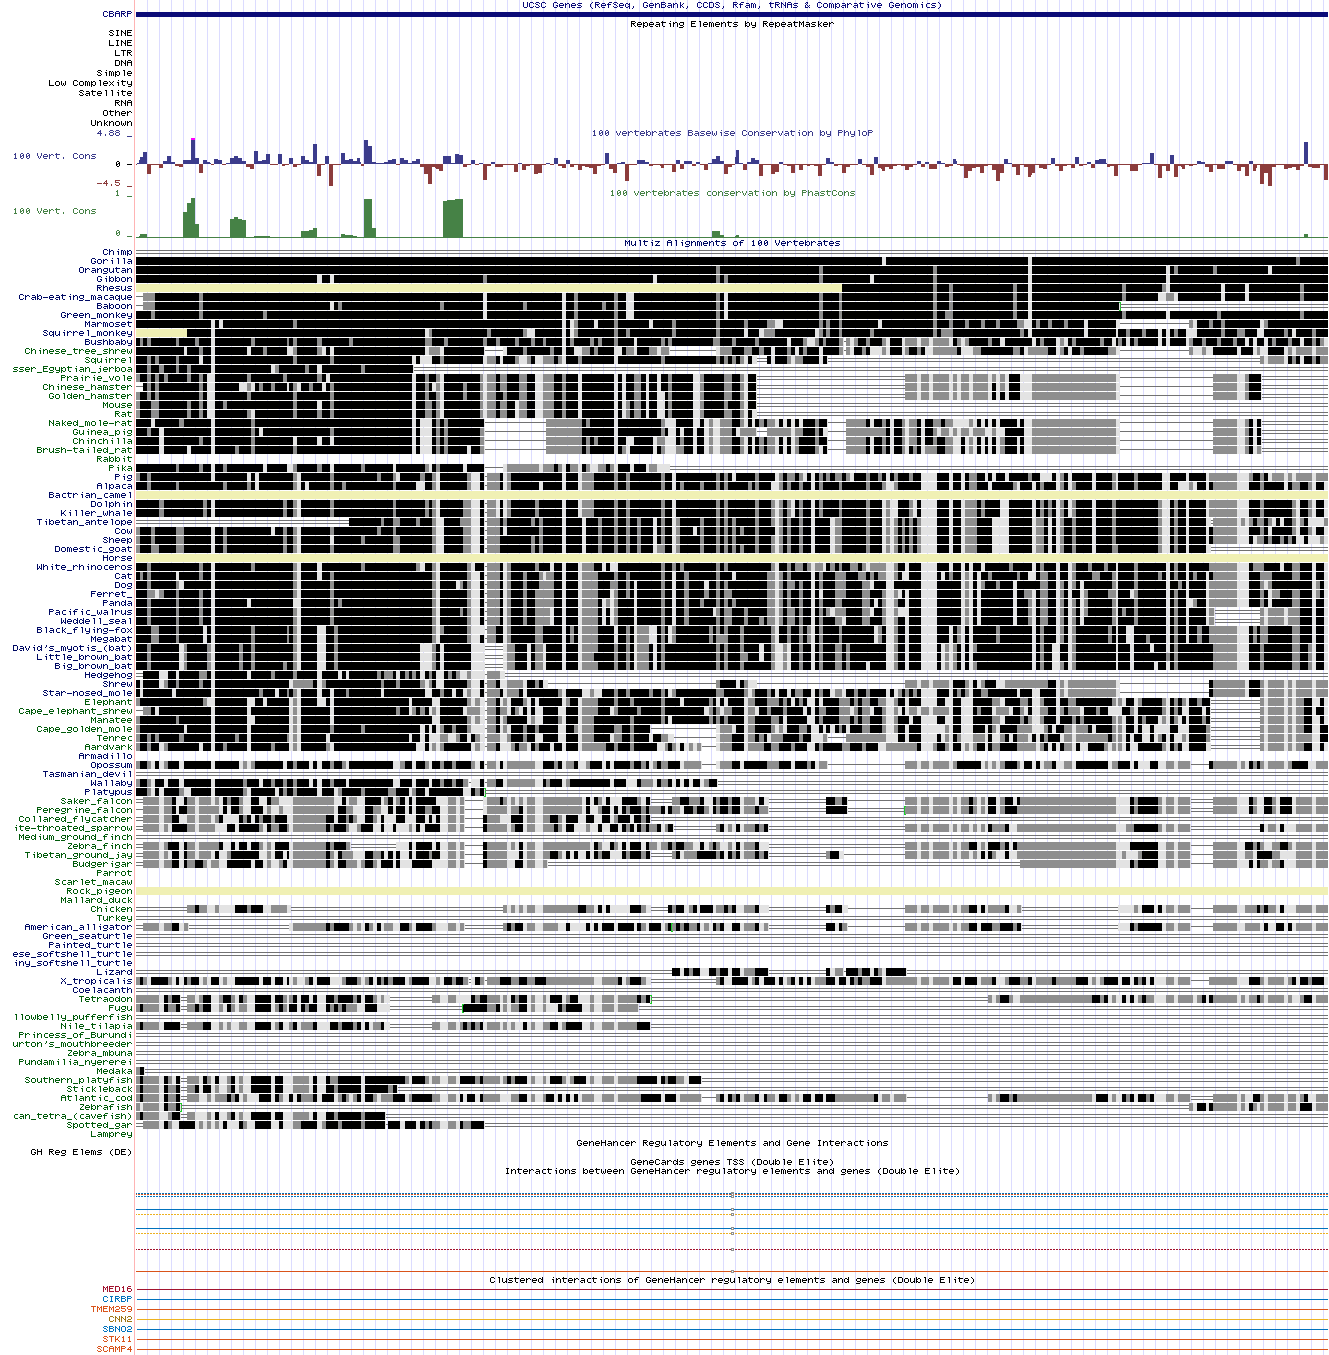 UCSC Genes (RefSeq, GenBank, CCDS, Rfam, tRNAs & Comparative Genomics)
CBARP
Repeating Elements by RepeatMasker
SINE
LINE
LTR
DNA
Simple
Low Complexity
Satellite
RNA
Other
Unknown
4.88 _
100 vertebrates Basewise Conservation by PhyloP
100 Vert. Cons
0 -
-4.5 _
1 _
100 vertebrates conservation by PhastCons
100 Vert. Cons
0 _
Multiz Alignments of 100 Vertebrates
Chimp
Gorilla
Orangutan
Gibbon
Rhesus
Crab-eating_macaque
Baboon
Green_monkey
Marmoset
Squirrel_monkey
Bushbaby
Chinese_tree_shrew
Squirrel
sser_Egyptian_jerboa
Prairie_vole
Chinese_hamster
Golden_hamster
Mouse
Rat
Naked_mole-rat
Guinea_pig
Chinchilla
Brush-tailed_rat
Rabbit
Pika
Pig
Alpaca
Bactrian_camel
Dolphin
Killer_whale
Tibetan_antelope
Cow
Sheep
Domestic_goat
Horse
White_rhinoceros
Cat
Dog
Ferret_
Panda
Pacific_walrus
Weddell_seal
Black_flying-fox
Megabat
David's_myotis_(bat)
Little_brown_bat
Big_brown_bat
Hedgehog
Shrew
Star-nosed_mole
Elephant
Cape_elephant_shrew
Manatee
Cape_golden_mole
Tenrec
Aardvark
Armadillo
Opossum
Tasmanian_devil
Wallaby
Platypus
Saker_falcon
Peregrine_falcon
Collared_flycatcher
ite-throated_sparrow
Medium_ground_finch
Zebra_finch
Tibetan_ground_jay
Budgerigar
Parrot
Scarlet_macaw
Rock_pigeon
Mallard_duck
Chicken
Turkey
American_alligator
Green_seaturtle
Painted_turtle
ese_softshell_turtle
iny_softshell_turtle
Lizard
X_tropicalis
Coelacanth
Tetraodon
Fugu
llowbelly_pufferfish
Nile_tilapia
Princess_of_Burundi
urton's_mouthbreeder
Zebra_mbuna
Pundamilia_nyererei
Medaka
Southern_platyfish
Stickleback
Atlantic_cod
Zebrafish
can_tetra_(cavefish)
Spotted_gar
Lamprey
GeneHancer Regulatory Elements and Gene Interactions
GH Reg Elems (DE)
GeneCards genes TSS (Double Elite)
Interactions between GeneHancer regulatory elements and genes (Double Elite)
Clustered interactions of GeneHancer regulatory elements and genes (Double Elite)
MED16
CIRBP
TMEM259
CNN2
SBNO2
STK11
SCAMP4